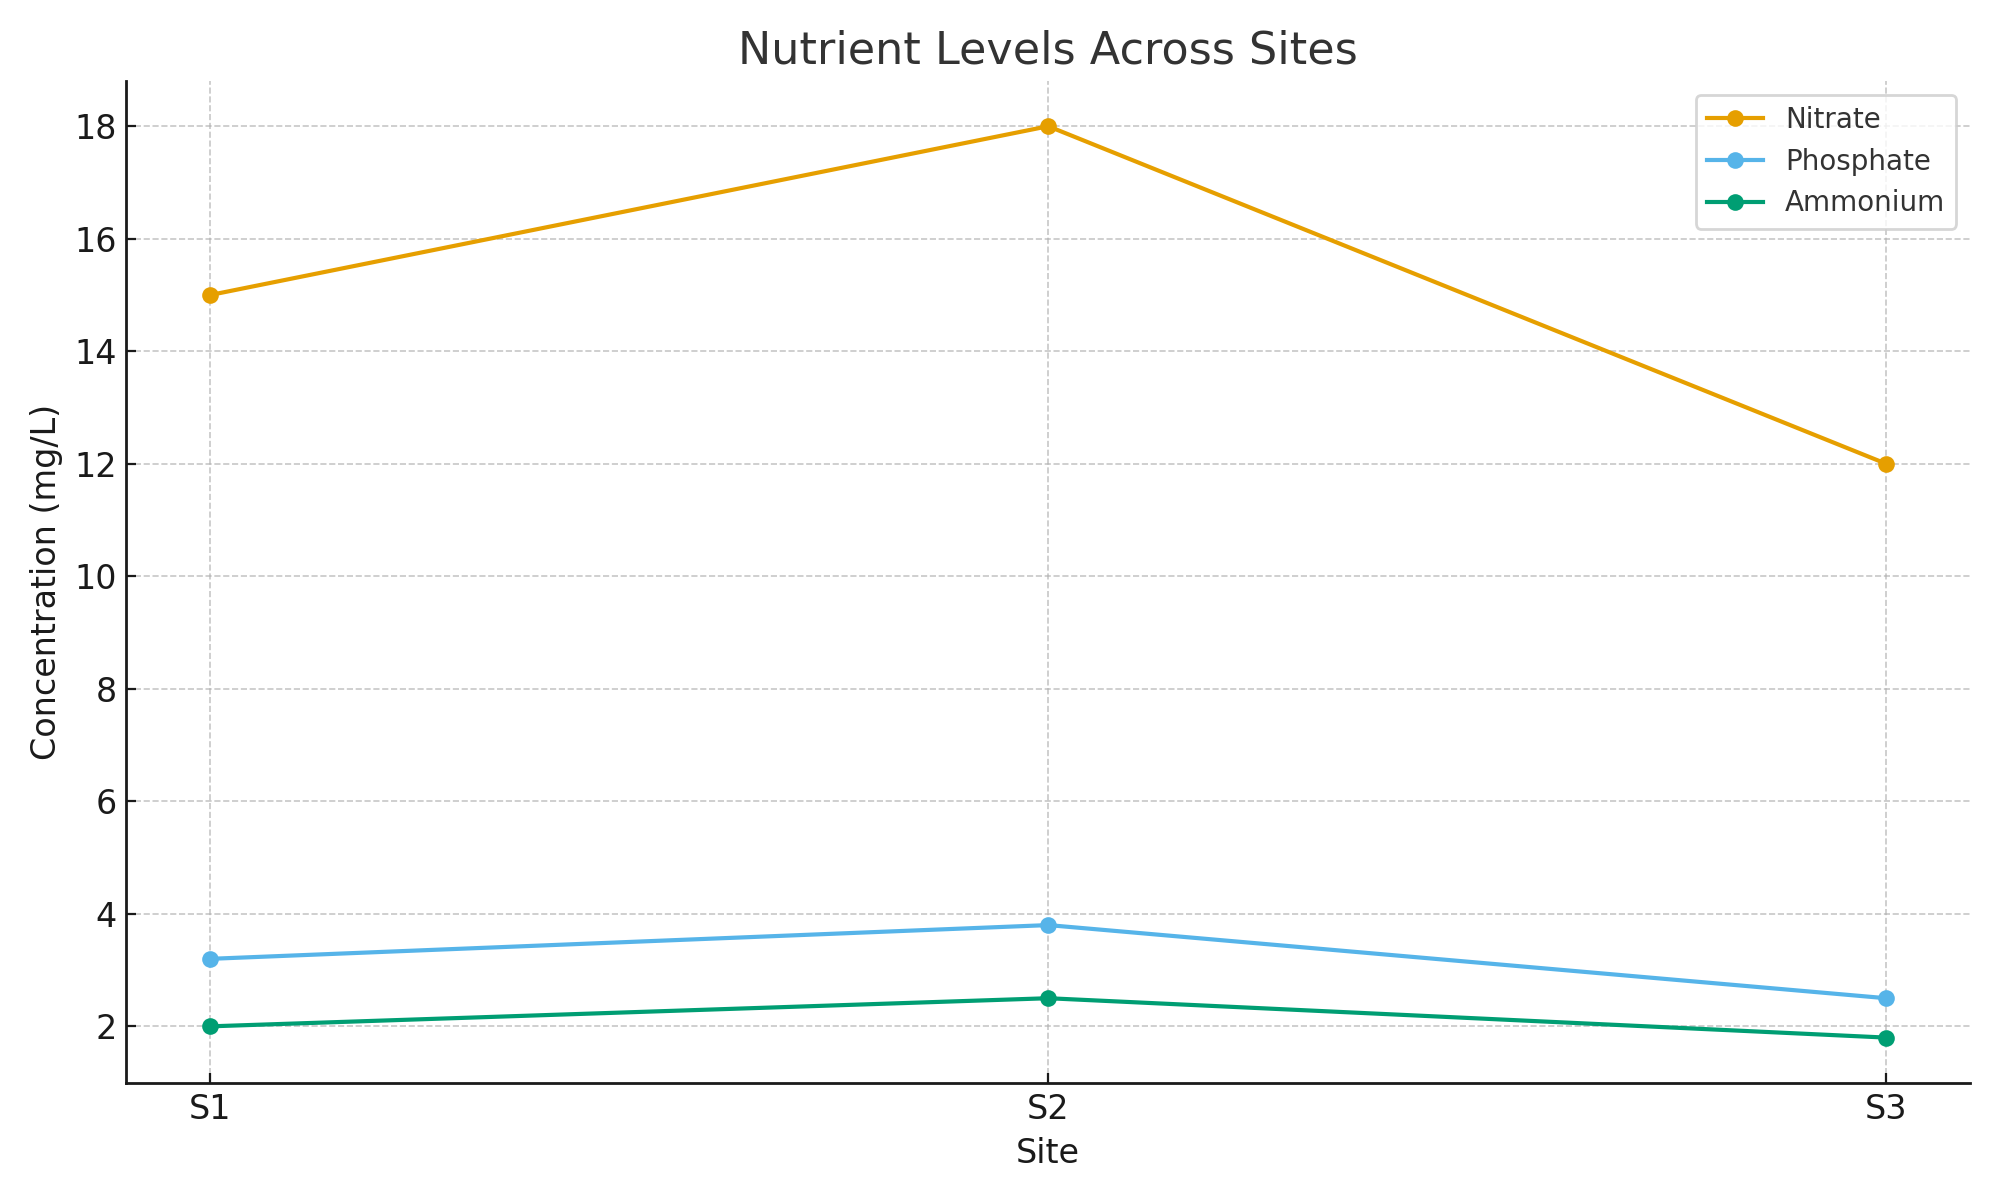 Nutrient Levels Across Sites
Nitrate
Phosphate
Ammonium
18
16
14
12
10
8
6
4
2
Concentration (mg/L)
S1 S2 S3
Site